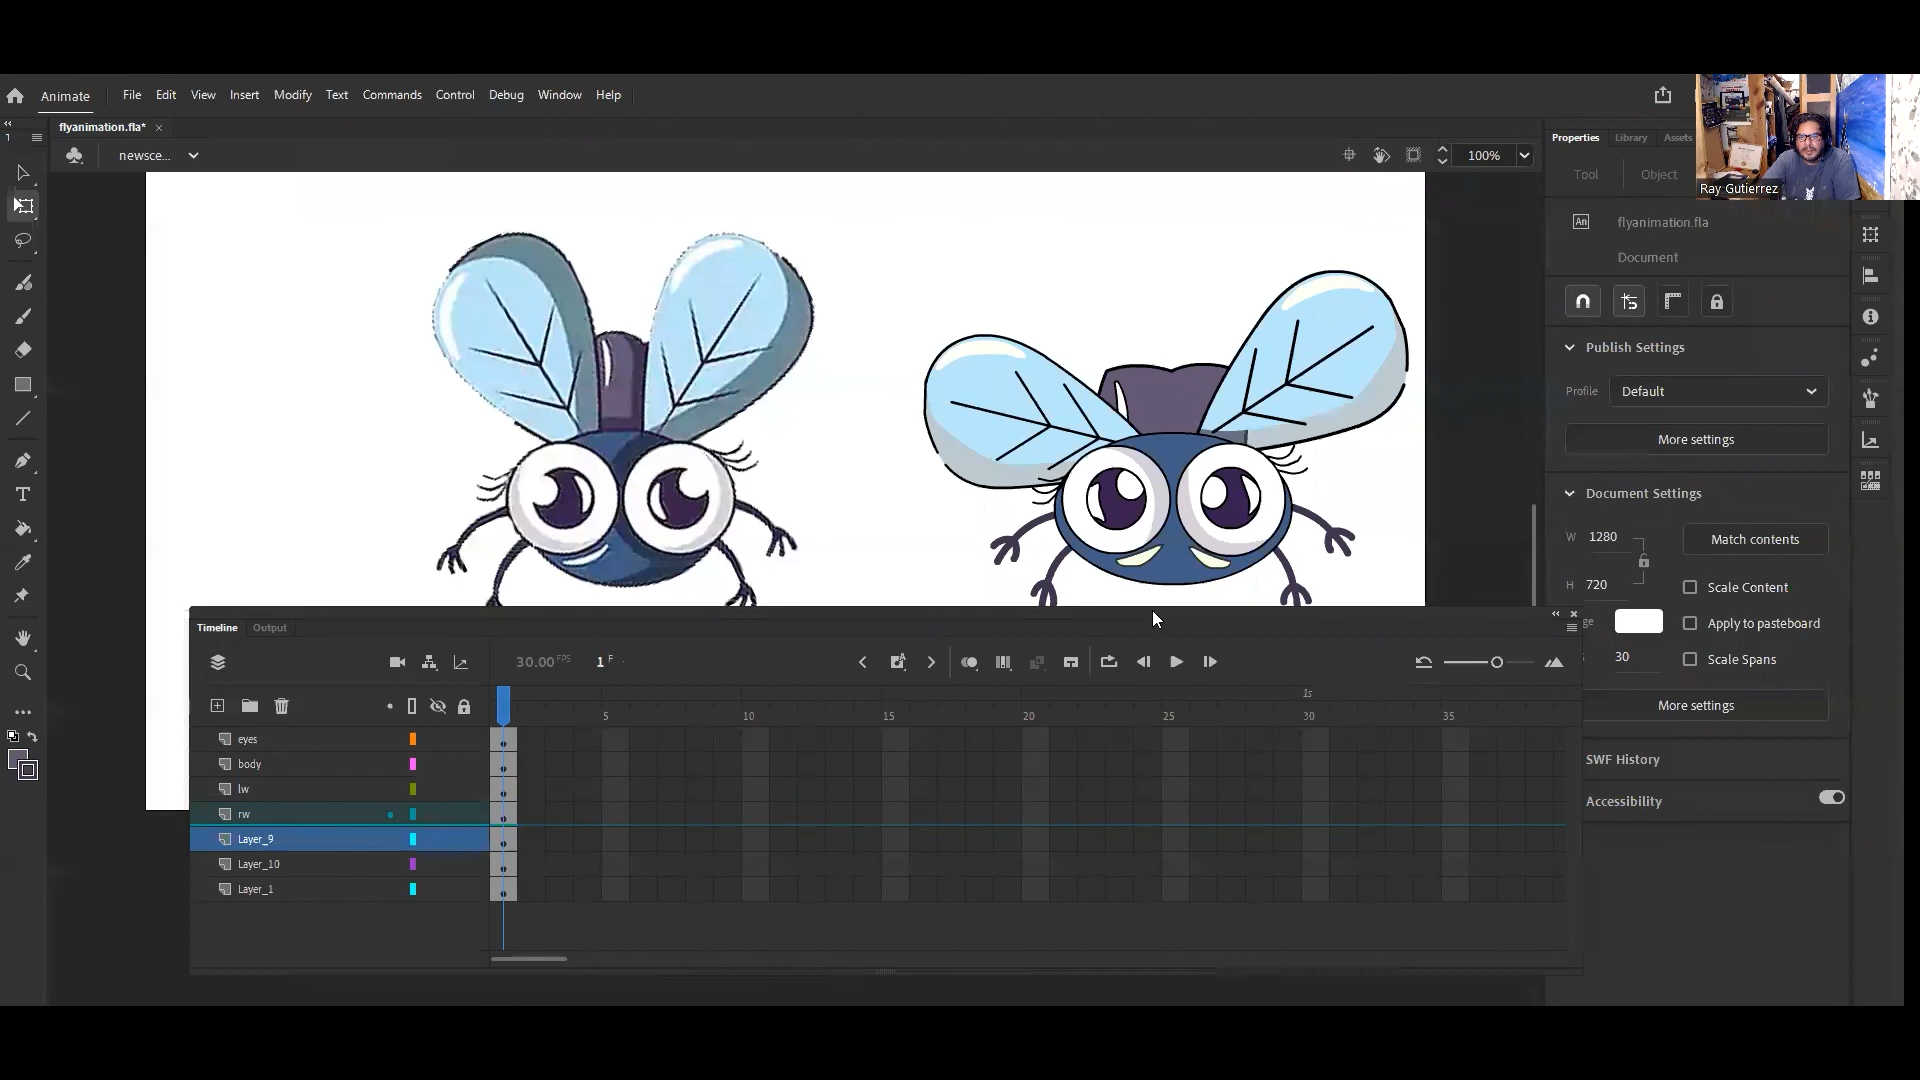 Animate
File Edit View Insert Modify Text Commands Control Debug Window Help
flyanimation.fla*
newsce...
100%
Properties Library Assets
Tool Object
Ray Gutierrez
An flyanimation.fla
Document
Publish Settings
Profile Default
More settings
Document Settings
W 1280
Match contents
H 720
Scale Content
Apply to pasteboard
30
Scale Spans
More settings
SWF History
Accessibility
Timeline Output
30.00 FPS 1 F
1s
5 10 15 20 25 30 35
eyes
body
lw
rw
Layer_9
Layer_10
Layer_1